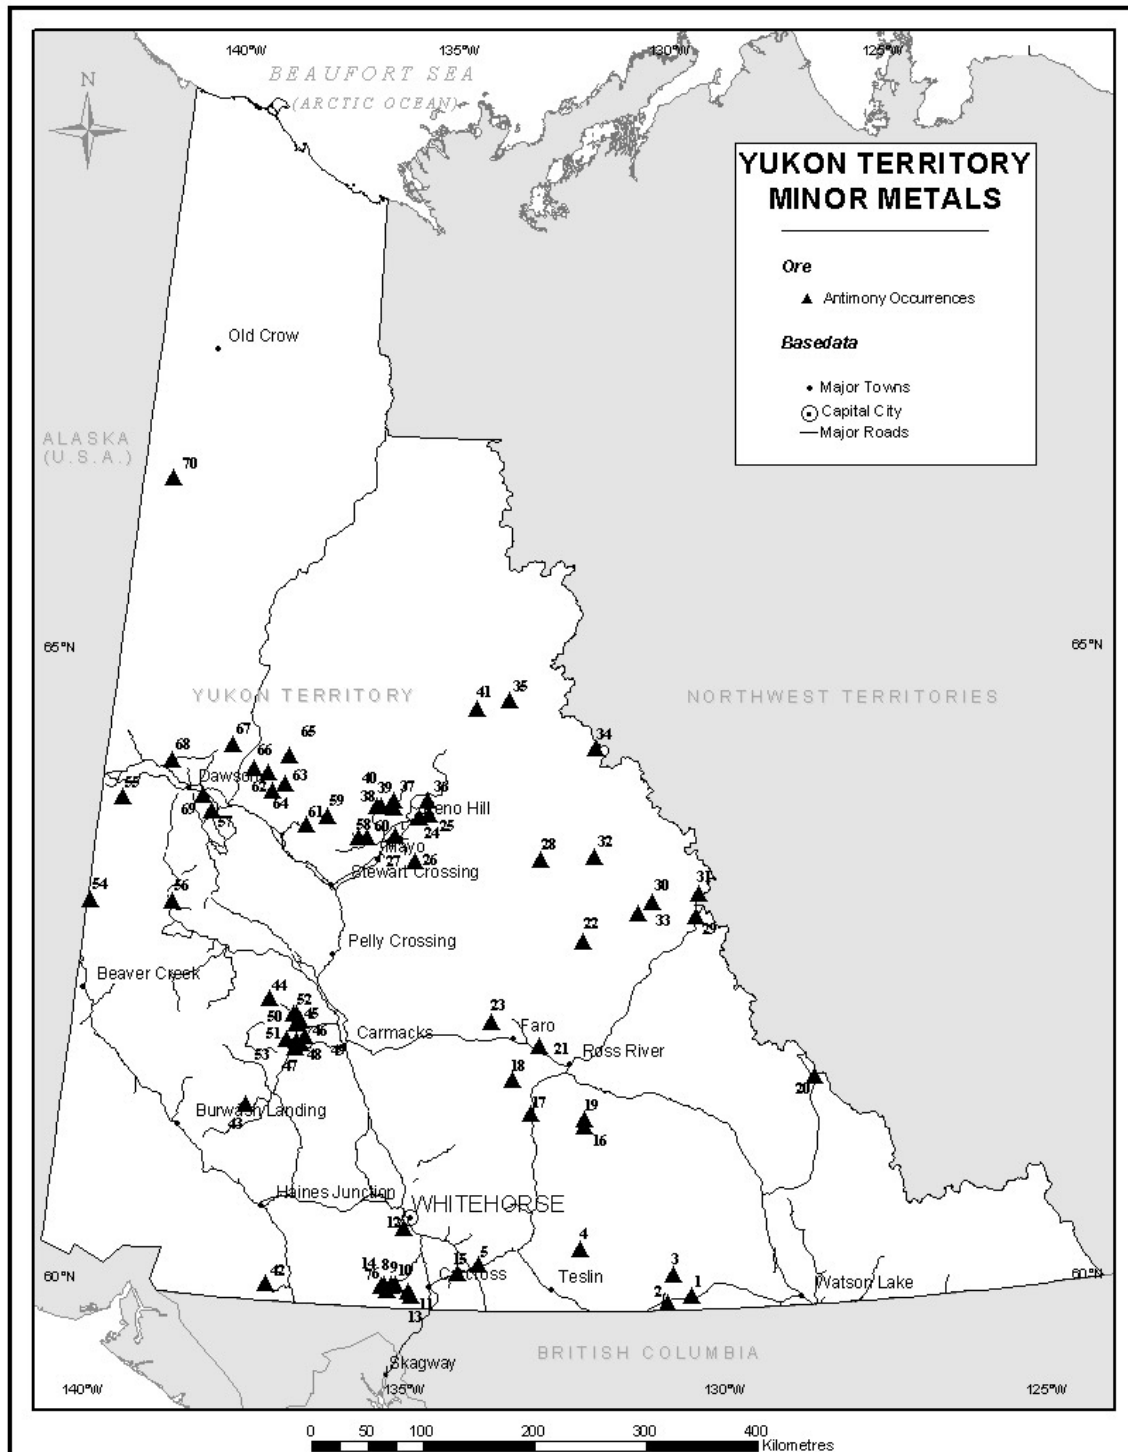 140°W 135°W 130°W 125°W
BEAUFORT SEA
(ARCTIC OCEAN)
N
YUKON TERRITORY
MINOR METALS
Ore
Antimony Occurrences
Basedata
Major Towns
Capital City
Major Roads
Old Crow
ALASKA
(U.S.A.)
70
65°N 65°N
YUKON TERRITORY NORTHWEST TERRITORIES
41 35
34
67 65
68 66
Dawson 63
55 62 64
69 57
40 39 37 36
38 Keno Hill
61 59
58 60 24 25
Mayo
27 26
Stewart Crossing
28 32
54 56
30 31
33 29
22
Pelly Crossing
Beaver Creek
44 52
50 45
51 46
53 48 49
47
Carmacks
23
Faro
21
Ross River
18
17 19
16
20
Burwash Landing
43
Haines Junction
WHITEHORSE
12
4
5
15
3
14 8 9 10
7 6
Carcross
Teslin
42
11
13
2 1
Watson Lake
60°N 60°N
BRITISH COLUMBIA
Skagway
140°W 135°W 130°W 125°W
0 50 100 200 300 400
Kilometres